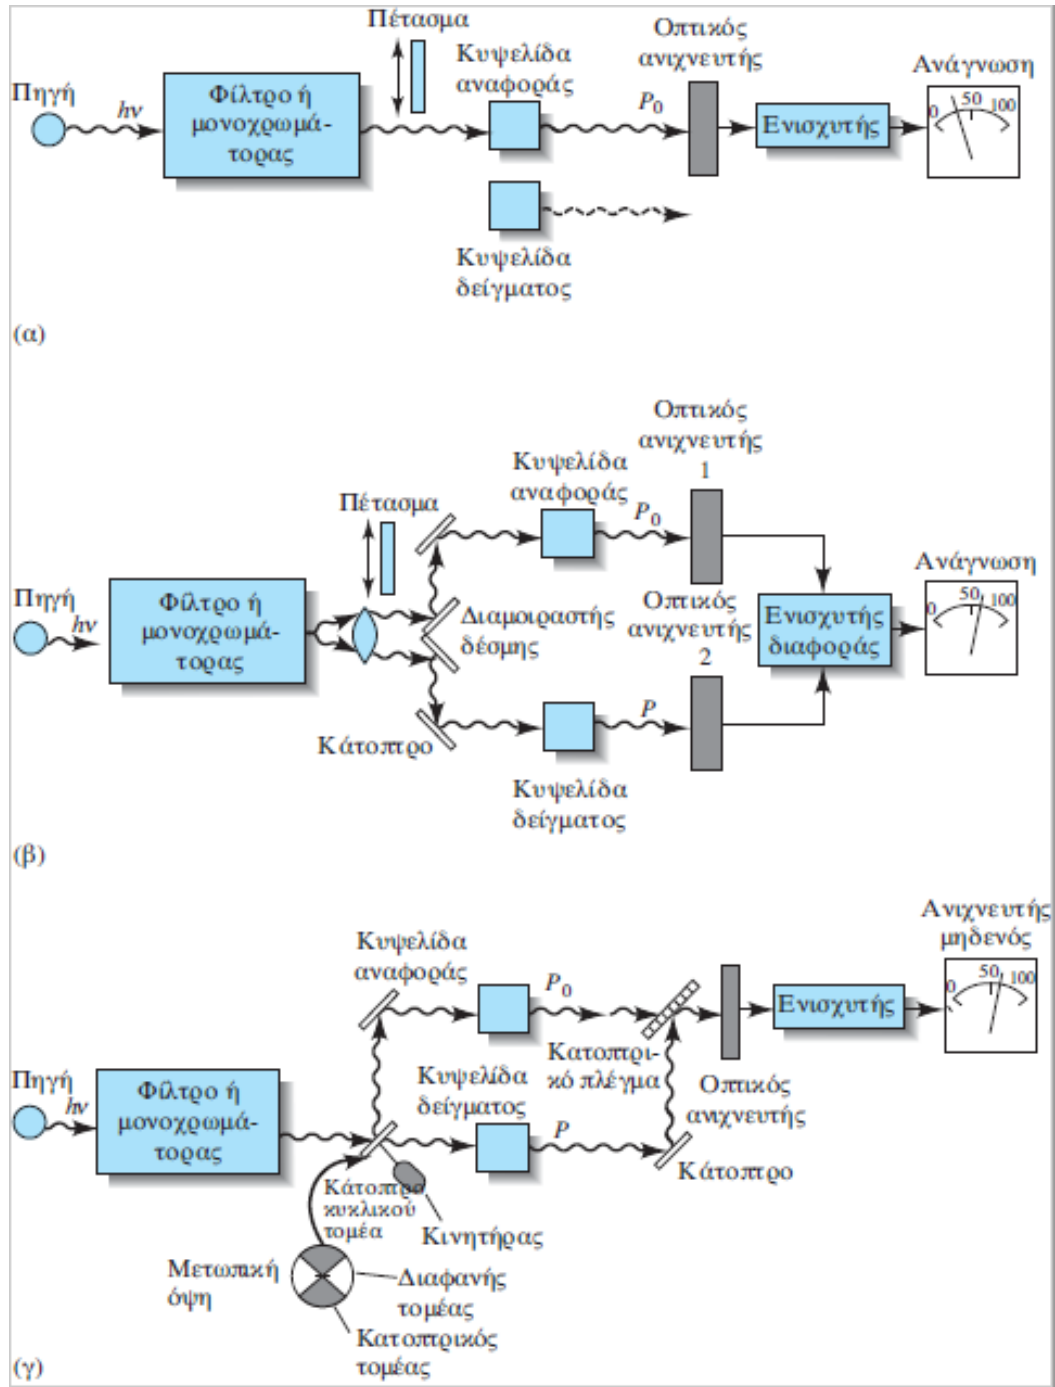 Πέτασμα
Οπτικός
ανιχνευτής
Κυψελίδα
αναφοράς
Ανάγνωση
Πηγή
hν
Φίλτρο ή
μονοχρωμά-
τορας
P0
Ενισχυτής
0 50 100
Κυψελίδα
δείγματος
(α)
Οπτικός
ανιχνευτής
1
Κυψελίδα
αναφοράς
Πέτασμα
P0
Ανάγνωση
Πηγή
hν
Φίλτρο ή
μονοχρωμά-
τορας
Διαμοιραστής
δέσμης
Οπτικός
ανιχνευτής
2
Ενισχυτής
διαφοράς
0 50 100
Κάτοπτρο
P
Κυψελίδα
δείγματος
(β)
Ανιχνευτής
μηδενός
Κυψελίδα
αναφοράς
P0
0 50 100
Ενισχυτής
Κατοπτρι-
κό πλέγμα
Πηγή
hν
Φίλτρο ή
μονοχρωμά-
τορας
Κυψελίδα
δείγματος
P
Οπτικός
ανιχνευτής
Κάτοπτρο
Κάτοπτρο
κυκλικού
τομέα
Κινητήρας
Μετωπική
όψη
Διαφανής
τομέας
Κατοπτρικός
τομέας
(γ)